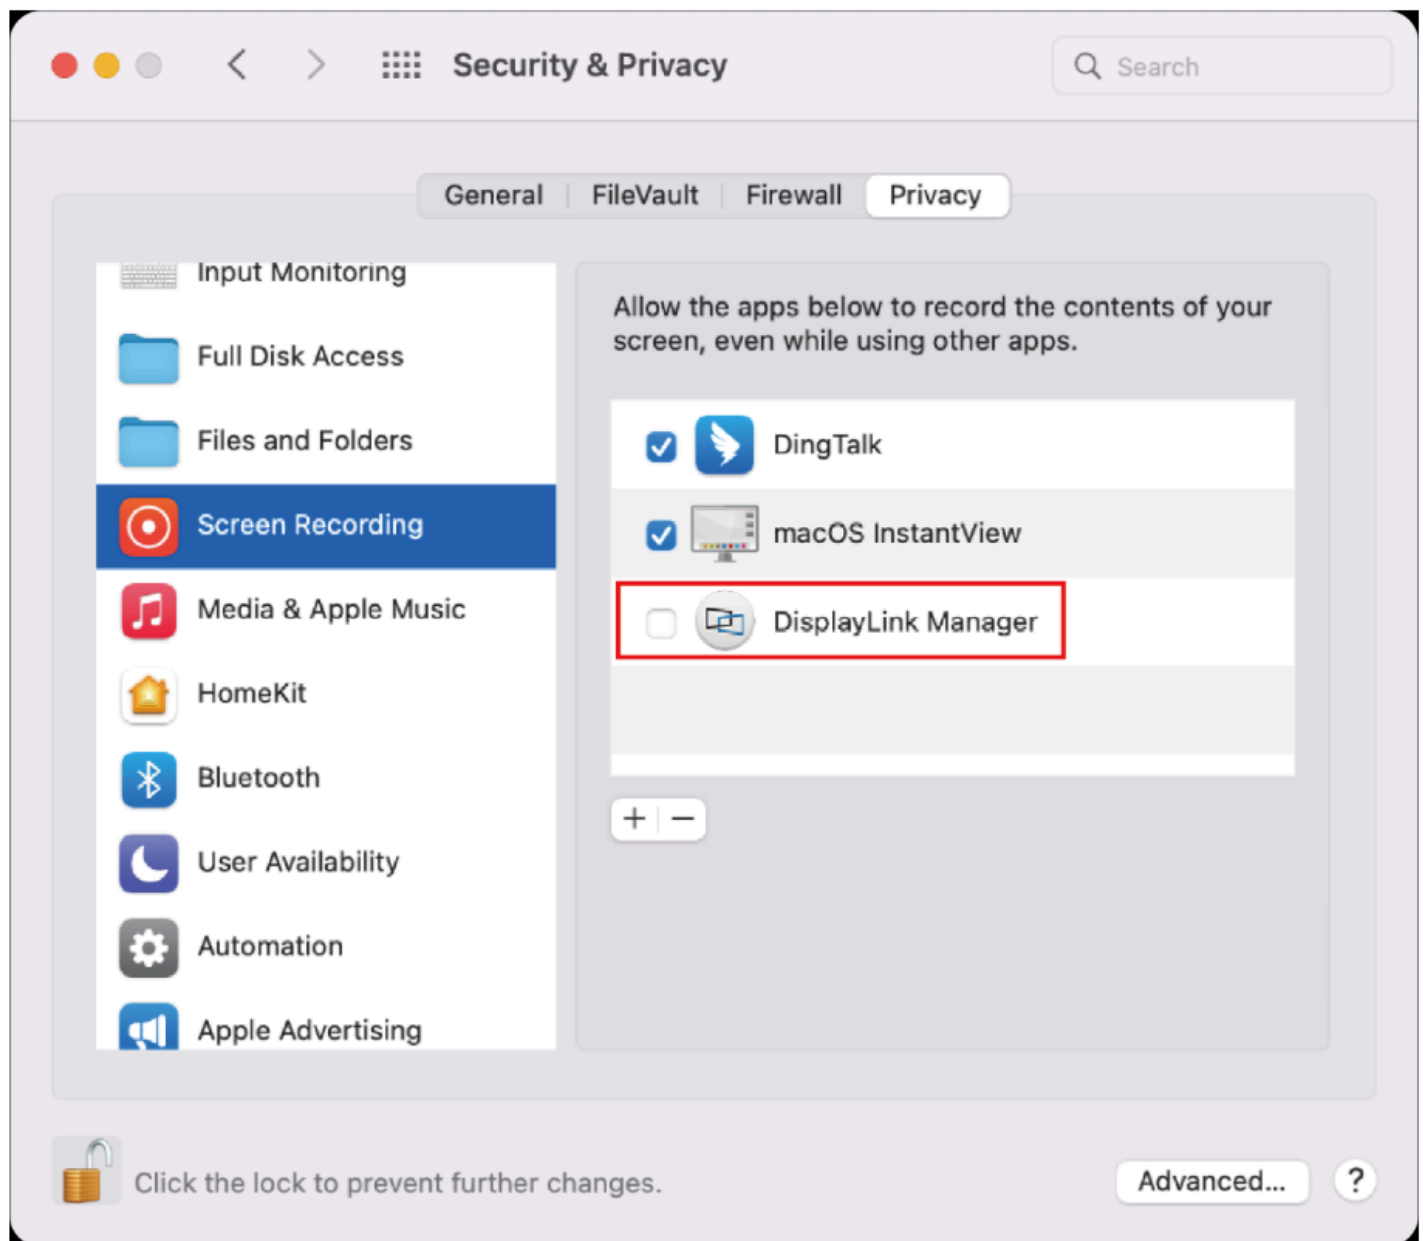 Security & Privacy
Search
General
FileVault
Firewall
Privacy
Input Monitoring
Full Disk Access
Files and Folders
Screen Recording
Media & Apple Music
HomeKit
Bluetooth
User Availability
Automation
Apple Advertising
Allow the apps below to record the contents of your
screen, even while using other apps.
DingTalk
macOS InstantView
DisplayLink Manager
+ −
Click the lock to prevent further changes.
Advanced...
?